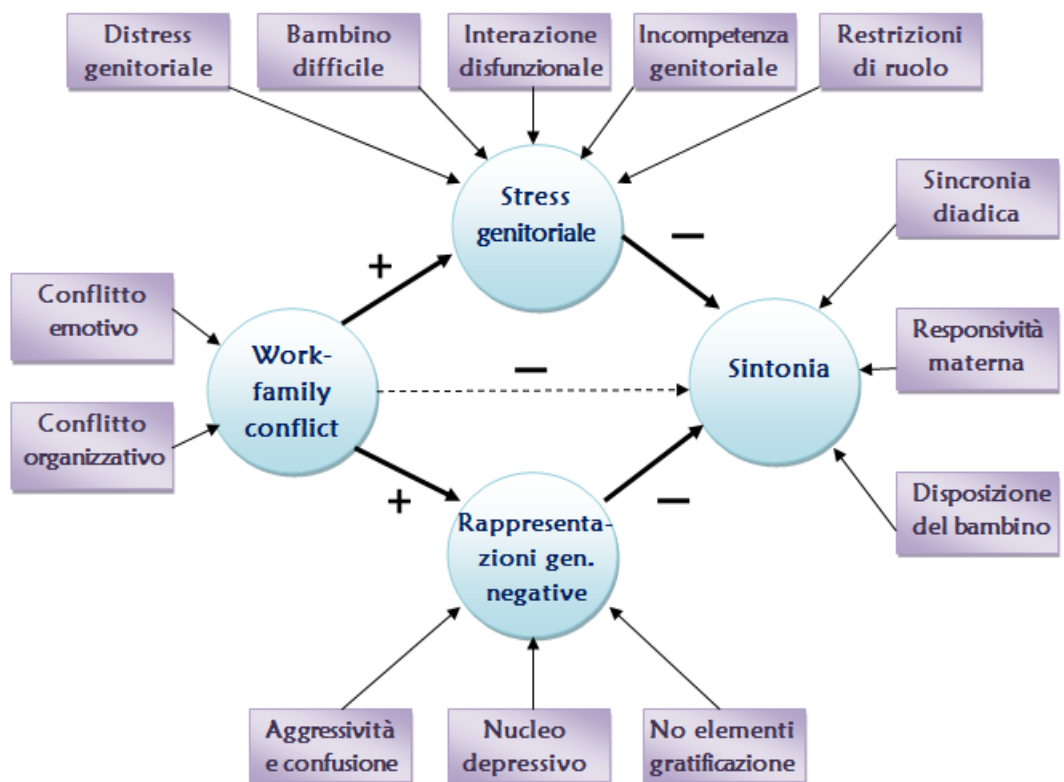 Distress
genitoriale
Bambino
difficile
Interazione
disfunzionale
Incompetenza
genitoriale
Restrizioni
di ruolo
Stress
genitoriale
Sincronia
diadica
+
−
Conflitto
emotivo
Work-
family
conflict
−
Sintonia
Responsività
materna
Conflitto
organizzativo
+
−
Rappresenta-
zioni gen.
negative
Disposizione
del bambino
Aggressività
e confusione
Nucleo
depressivo
No elementi
gratificazione